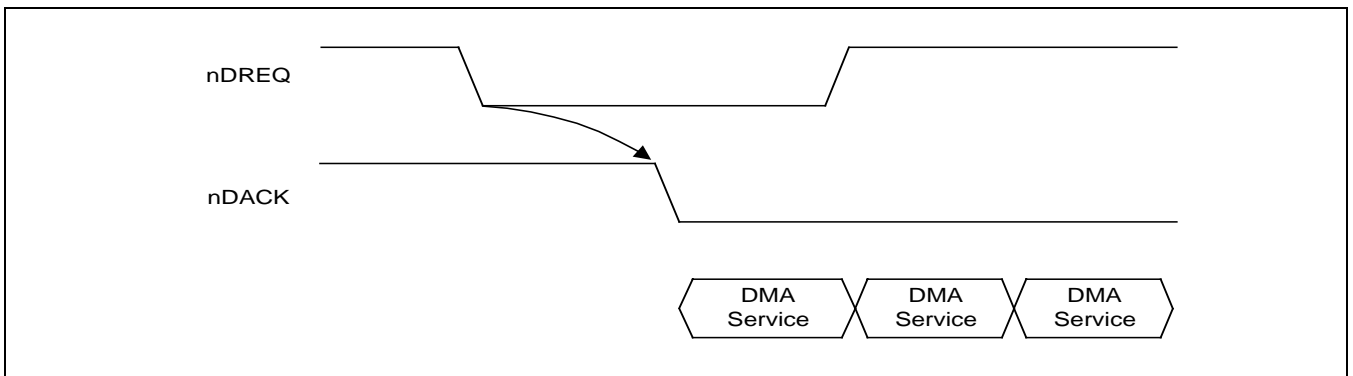 nDREQ
nDACK
DMA
Service
DMA
Service
DMA
Service